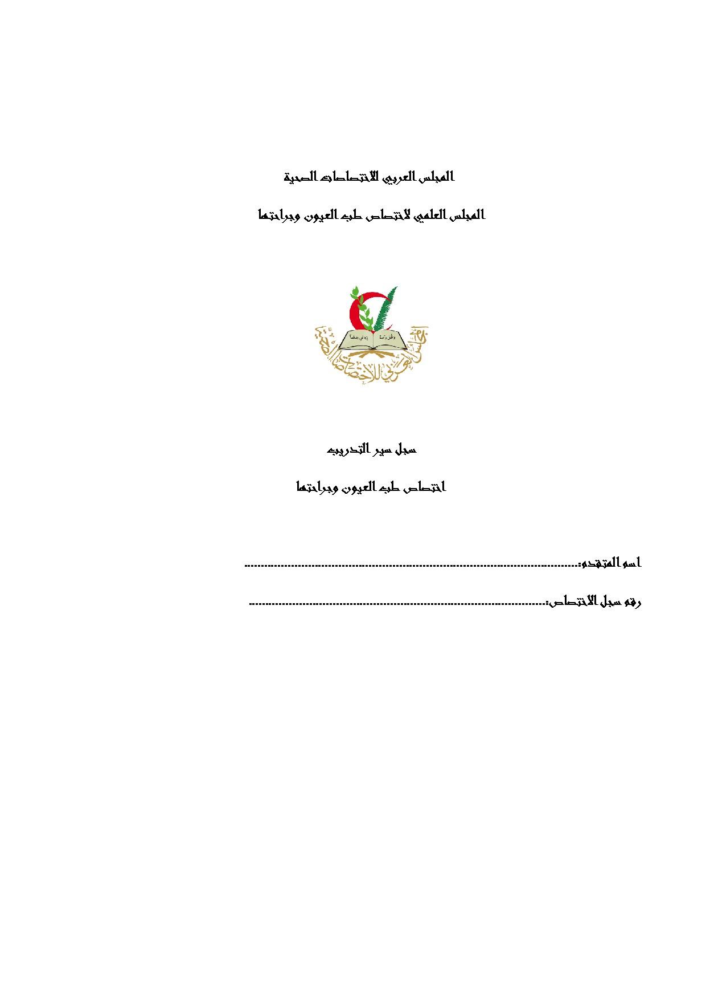 المجلس العربي للاختصاصات الصحية
المجلس العلمي لاختصاص طب العيون وجراحتها
وقل رب زدني علما
المجلس العربي للاختصاصات الصحية
سجل سير التدريب
اختصاص طب العيون وجراحتها
اسم المتقدم:....................................................................................................
رقم سجل الاختصاص:.........................................................................................